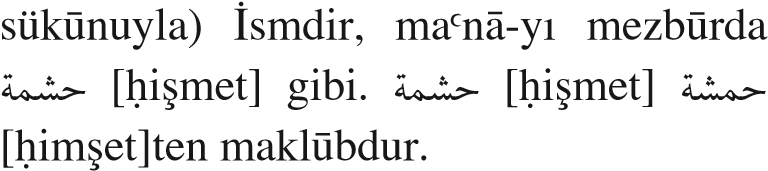 sükūnuyla) İsmdir, maʿnā-yı mezbūrda
حشمة [ḥişmet] gibi. حشمة [ḥişmet] حمشة
[ḥimşet]ten maklūbdur.